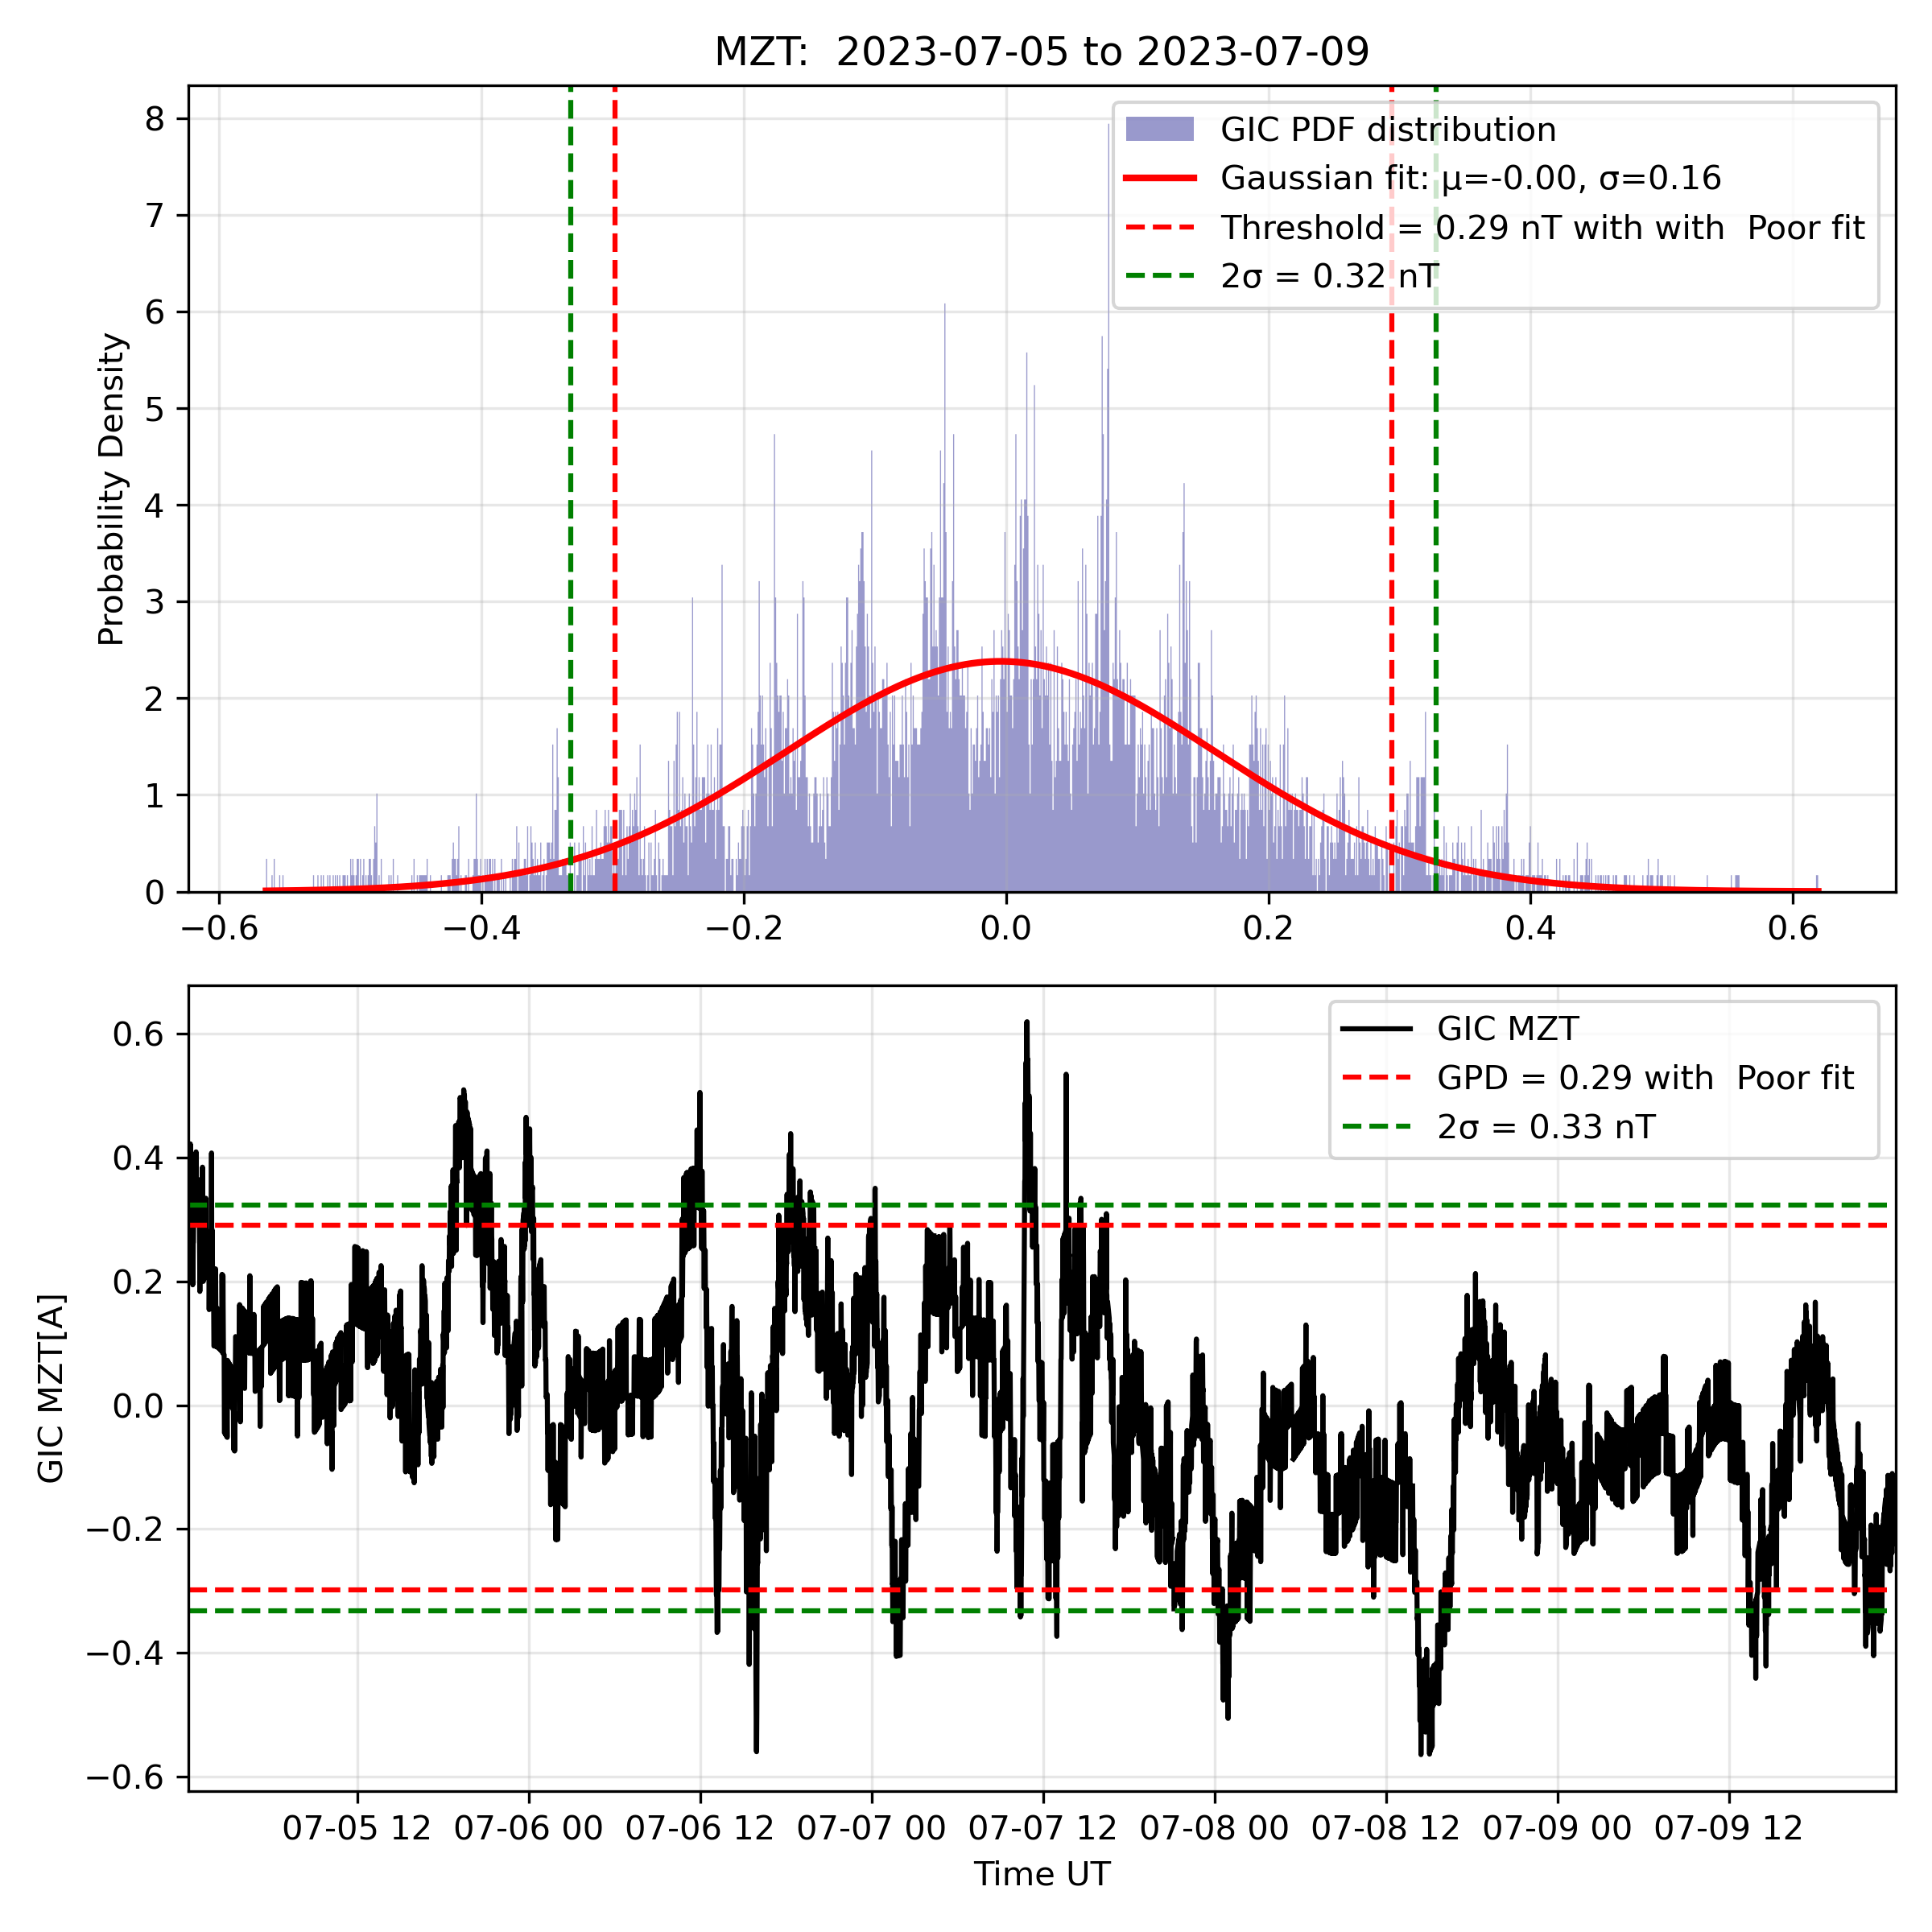 MZT:  2023-07-05 to 2023-07-09
8
7
6
5
4
3
2
1
0
Probability Density
GIC PDF distribution
Gaussian fit: μ=-0.00, σ=0.16
Threshold = 0.29 nT with with  Poor fit
2σ = 0.32 nT
−0.6 −0.4 −0.2 0.0 0.2 0.4 0.6
0.6
0.4
0.2
0.0
−0.2
−0.4
−0.6
GIC MZT[A]
GIC MZT
GPD = 0.29 with  Poor fit
2σ = 0.33 nT
07-05 12 07-06 00 07-06 12 07-07 00 07-07 12 07-08 00 07-08 12 07-09 00 07-09 12
Time UT